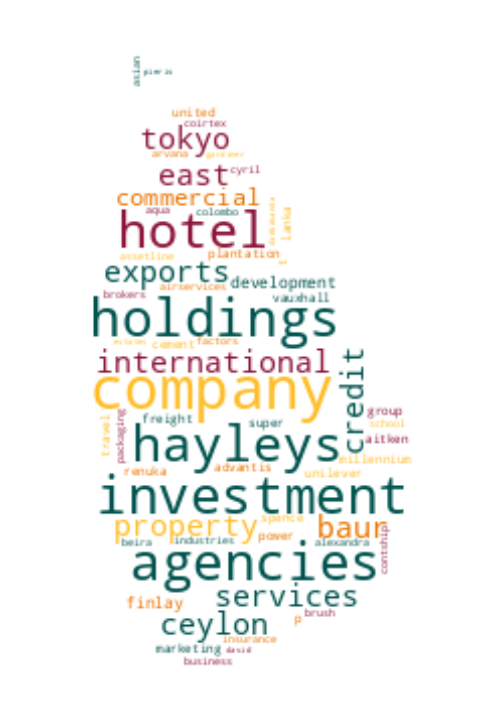 asian
pieris
united
coirtex
tokyo
arvana gardiner
east cyril
commercial
aqua colombo
lanka
hotel
plantation
assetline
exports
airservices development
brokers vauxhall
holdings
estates cement factors
international
company
credit
travel
packaging
freight super
group
school
hayleys
aitken
millennium
renuka advantis
unilever
investment
property spence
baur
beira industries power alexandra
contship
agencies
services
finlay
brush
p
ceylon
insurance
marketing david
business